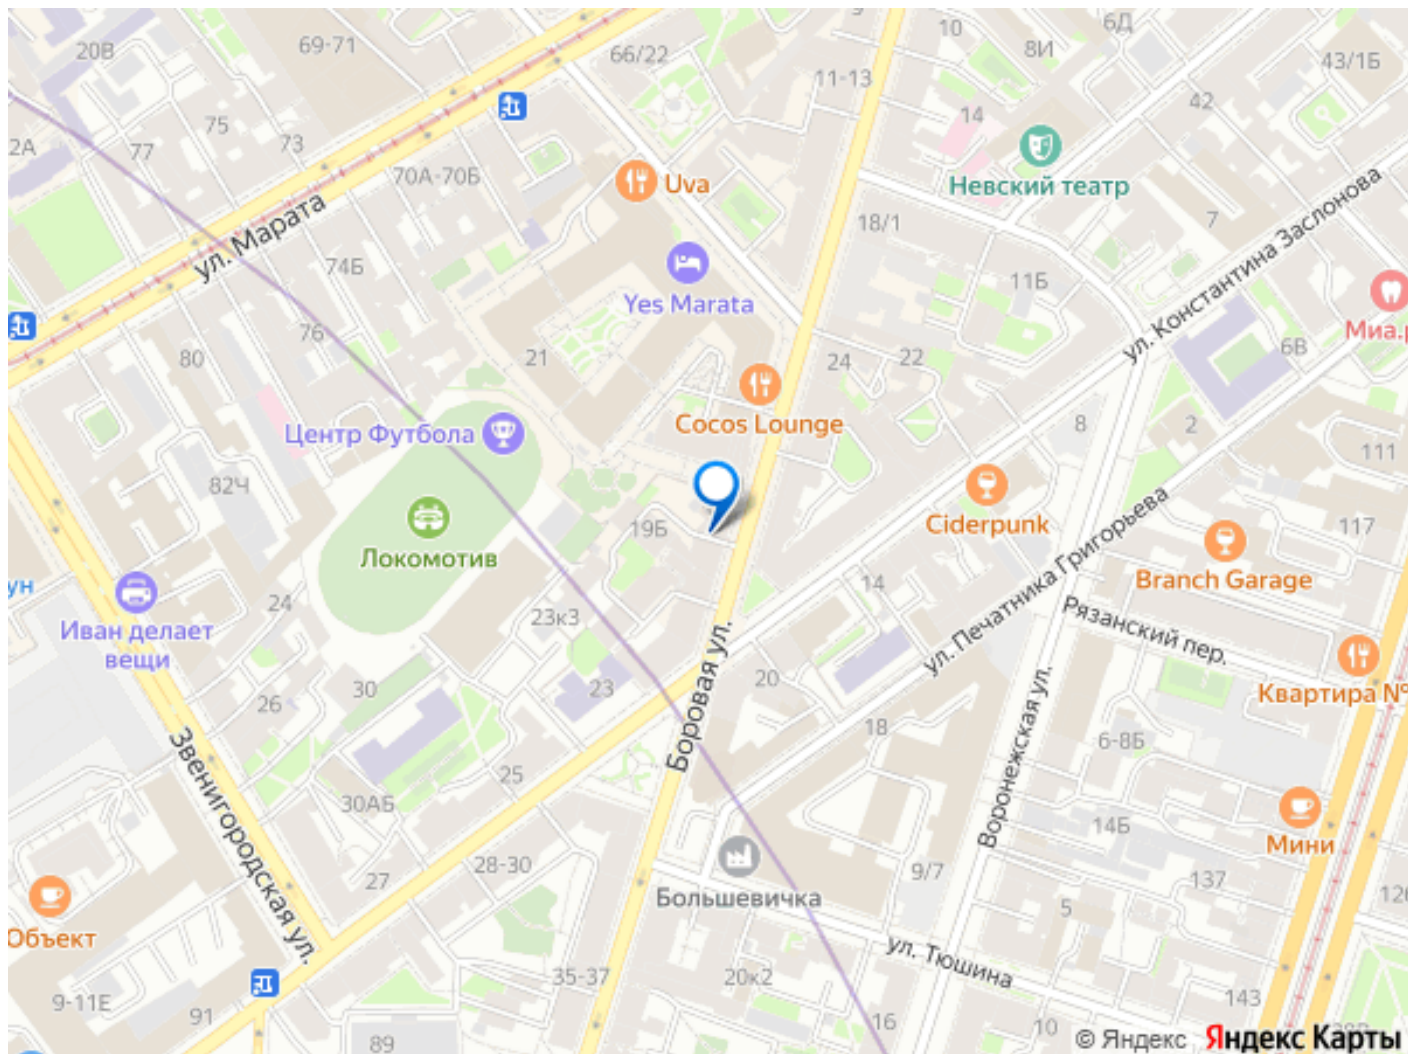 20В
69-71
66/22
10
6Д
8И
43/1Б
11-13
75
73
77
2А
14
42
70А-70Б
Uva
Невский театр
ул. Марата
18/1
7
ул. Константина Заслонова
74Б
Yes Marata
11Б
Миа.р
76
80
21
24
22
6В
8
2
Cocos Lounge
Центр Футбола
111
82Ч
19Б
Ciderpunk
117
Локомотив
Branch Garage
ун
24
14
ул. Печатника Григорьева
Рязанский пер.
Иван делает
вещи
23к3
Боровая ул.
26
30
23
20
18
Квартира №
Воронежская ул.
6-8Б
Звенигородская ул.
25
30АБ
14Б
Мини
28-30
27
Большевичка
9/7
137
5
Объект
ул. Тюшина
35-37
20к2
9-11Е
91
89
16
10
143
© Яндекс Яндекс Карты